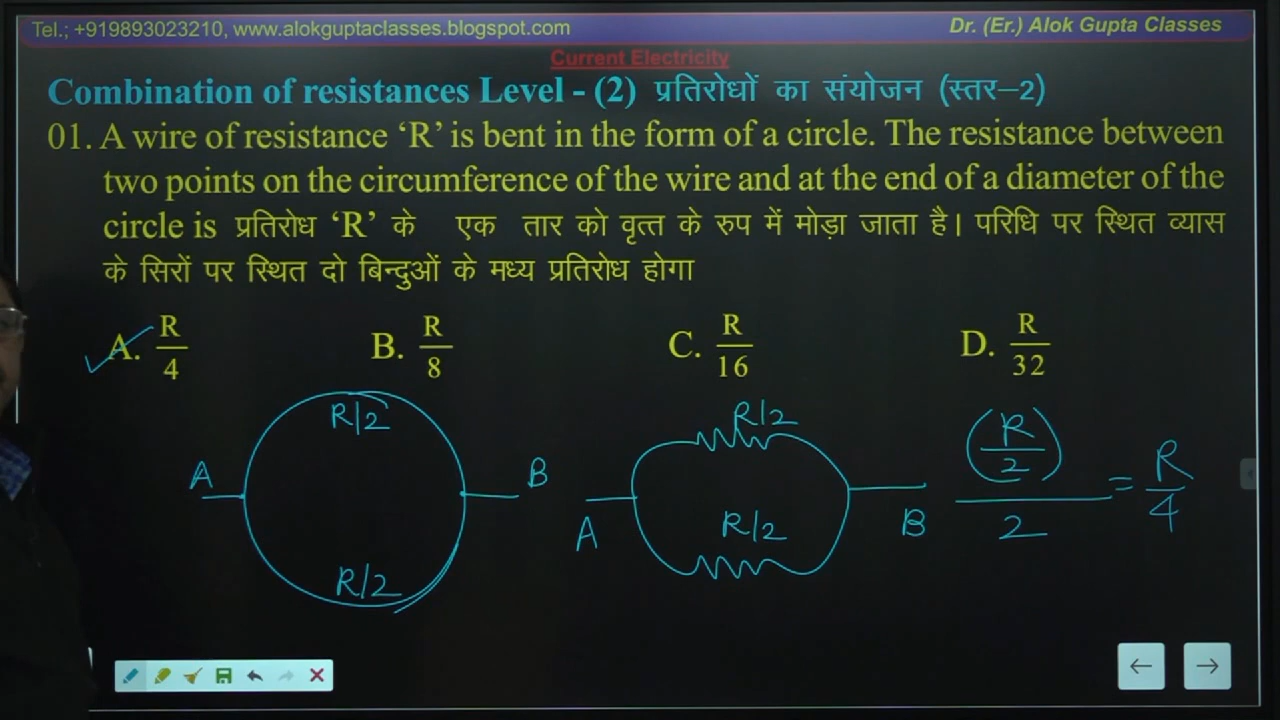 Tel.; +919893023210, www.alokguptaclasses.blogspot.com
Dr. (Er.) Alok Gupta Classes
Current Electricity
Combination of resistances Level - (2) प्रतिरोधों का संयोजन (स्तर–2)
01. A wire of resistance ‘R’ is bent in the form of a circle. The resistance between
two points on the circumference of the wire and at the end of a diameter of the
circle is प्रतिरोध ‘R’ के एक तार को वृत्त के रुप में मोड़ा जाता है। परिधि पर स्थित व्यास
के सिरों पर स्थित दो बिन्दुओं के मध्य प्रतिरोध होगा
A. R/4 B. R/8 C. R/16 D. R/32
R/2
A B
R/2
R/2
A B
R/2
(R/2)/2 = R/4